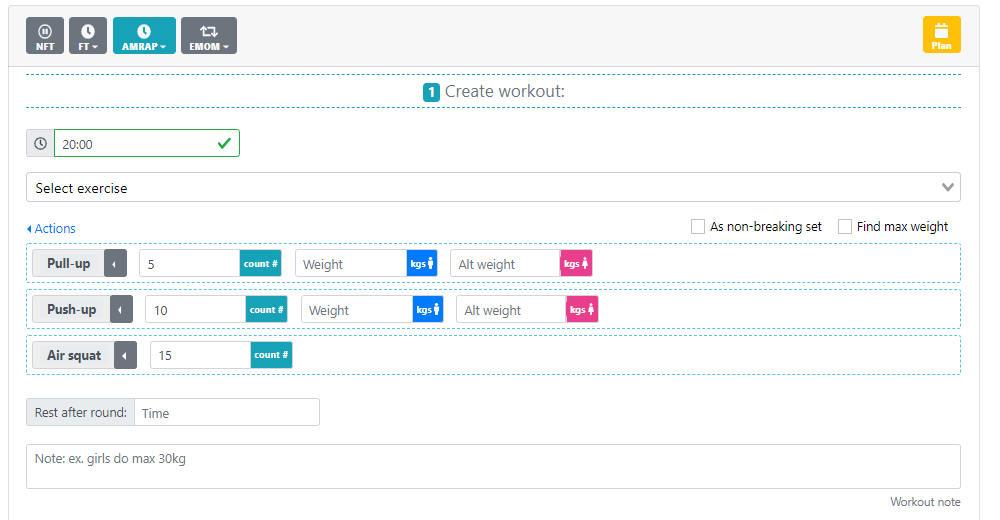 NFT FT AMRAP EMOM Plan
1 Create workout:
20:00
Select exercise
Actions As non-breaking set Find max weight
Pull-up 5 count # Weight kgs Alt weight kgs
Push-up 10 count # Weight kgs Alt weight kgs
Air squat 15 count #
Rest after round: Time
Note: ex. girls do max 30kg
Workout note